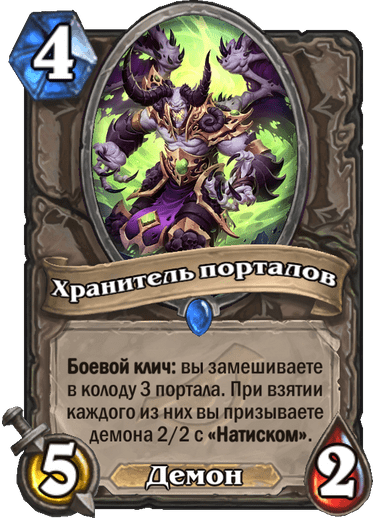 4
Хранитель порталов
Боевой клич: вы замешиваете
в колоду 3 портала. При взятии
каждого из них вы призываете
демона 2/2 с «Натиском».
5
Демон
2